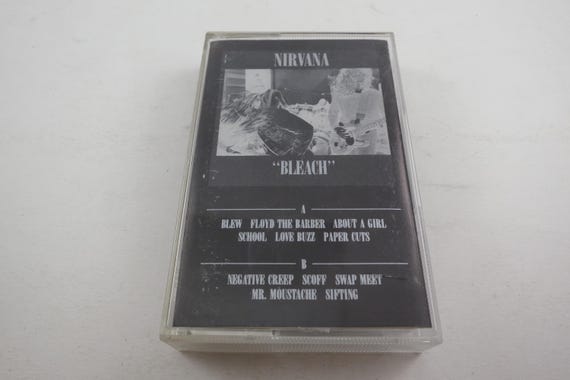 NIRVANA
"BLEACH"
A
BLEW FLOYD THE BARBER ABOUT A GIRL
SCHOOL LOVE BUZZ PAPER CUTS
B
NEGATIVE CREEP SCOFF SWAP MEET
MR. MOUSTACHE SIFTING